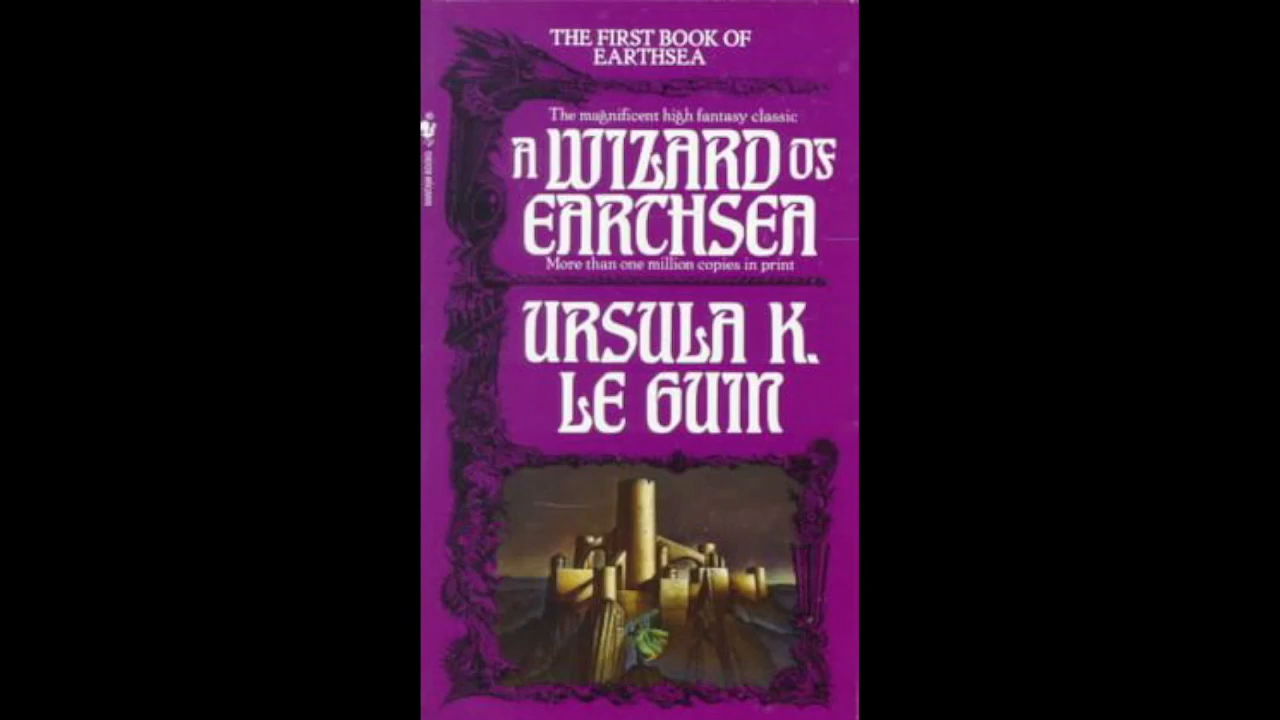 THE FIRST BOOK OF
EARTHSEA
The magnificent high fantasy classic
A WIZARD OF
EARTHSEA
More than one million copies in print
URSULA K.
LE GUIN